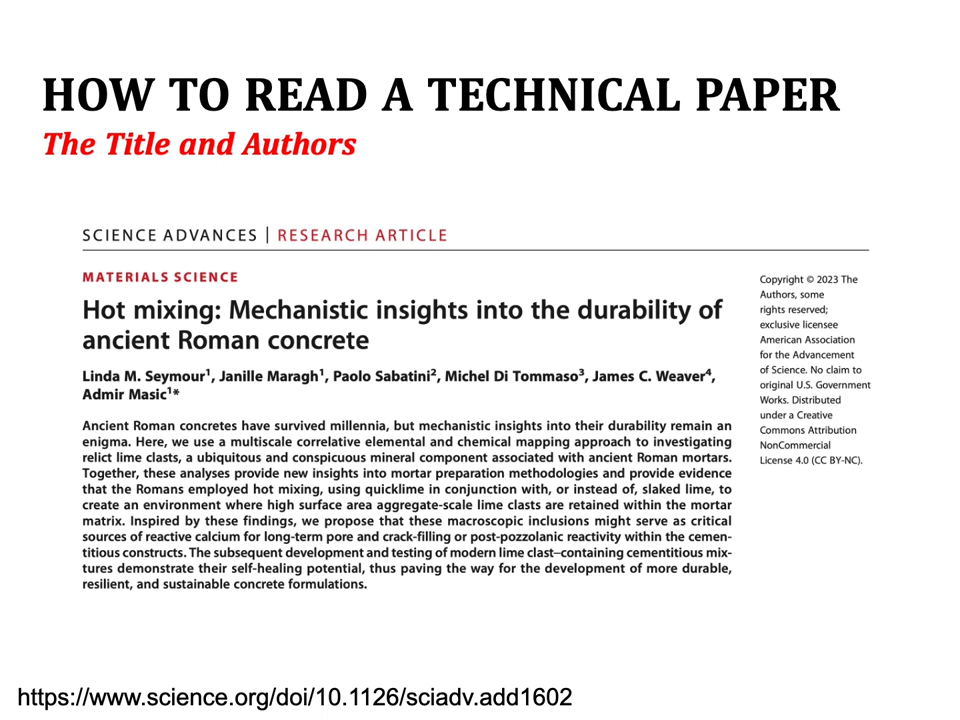 HOW TO READ A TECHNICAL PAPER
The Title and Authors
SCIENCE ADVANCES | RESEARCH ARTICLE
MATERIALS SCIENCE
Hot mixing: Mechanistic insights into the durability of
ancient Roman concrete
Linda M. Seymour¹, Janille Maragh¹, Paolo Sabatini², Michel Di Tommaso³, James C. Weaver⁴,
Admir Masic¹*
Ancient Roman concretes have survived millennia, but mechanistic insights into their durability remain an
enigma. Here, we use a multiscale correlative elemental and chemical mapping approach to investigating
relict lime clasts, a ubiquitous and conspicuous mineral component associated with ancient Roman mortars.
Together, these analyses provide new insights into mortar preparation methodologies and provide evidence
that the Romans employed hot mixing, using quicklime in conjunction with, or instead of, slaked lime, to
create an environment where high surface area aggregate-scale lime clasts are retained within the mortar
matrix. Inspired by these findings, we propose that these macroscopic inclusions might serve as critical
sources of reactive calcium for long-term pore and crack-filling or post-pozzolanic reactivity within the cemen-
titious constructs. The subsequent development and testing of modern lime clast–containing cementitious mix-
tures demonstrate their self-healing potential, thus paving the way for the development of more durable,
resilient, and sustainable concrete formulations.
Copyright © 2023 The
Authors, some
rights reserved;
exclusive licensee
American Association
for the Advancement
of Science. No claim to
original U.S. Government
Works. Distributed
under a Creative
Commons Attribution
NonCommercial
License 4.0 (CC BY-NC).
https://www.science.org/doi/10.1126/sciadv.add1602